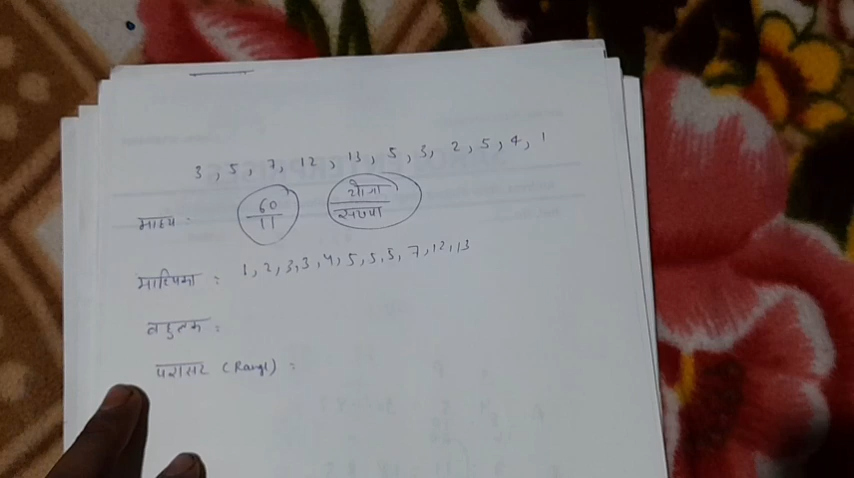 3, 5, 7, 12, 13, 5, 3, 2, 5, 4, 1
माध्य : 60/11 योग/संख्या
माध्यिका : 1, 2, 3, 3, 4, 5, 5, 5, 7, 12, 13
बहुलक :
परासर (Range) :